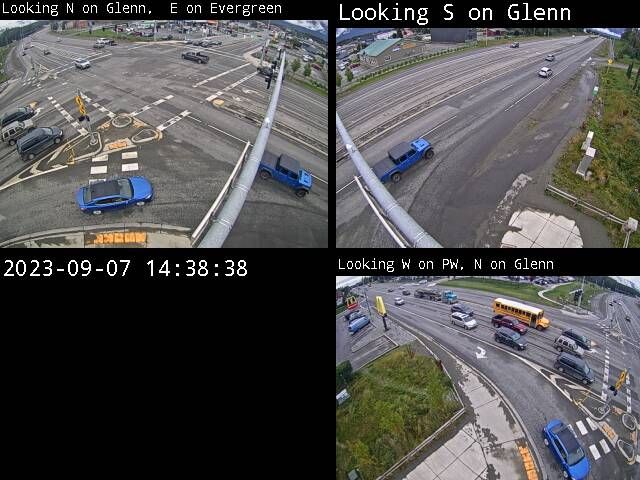 Looking N on Glenn,  E on Evergreen
Looking S on Glenn
2023-09-07 14:38:38
Looking W on PW, N on Glenn